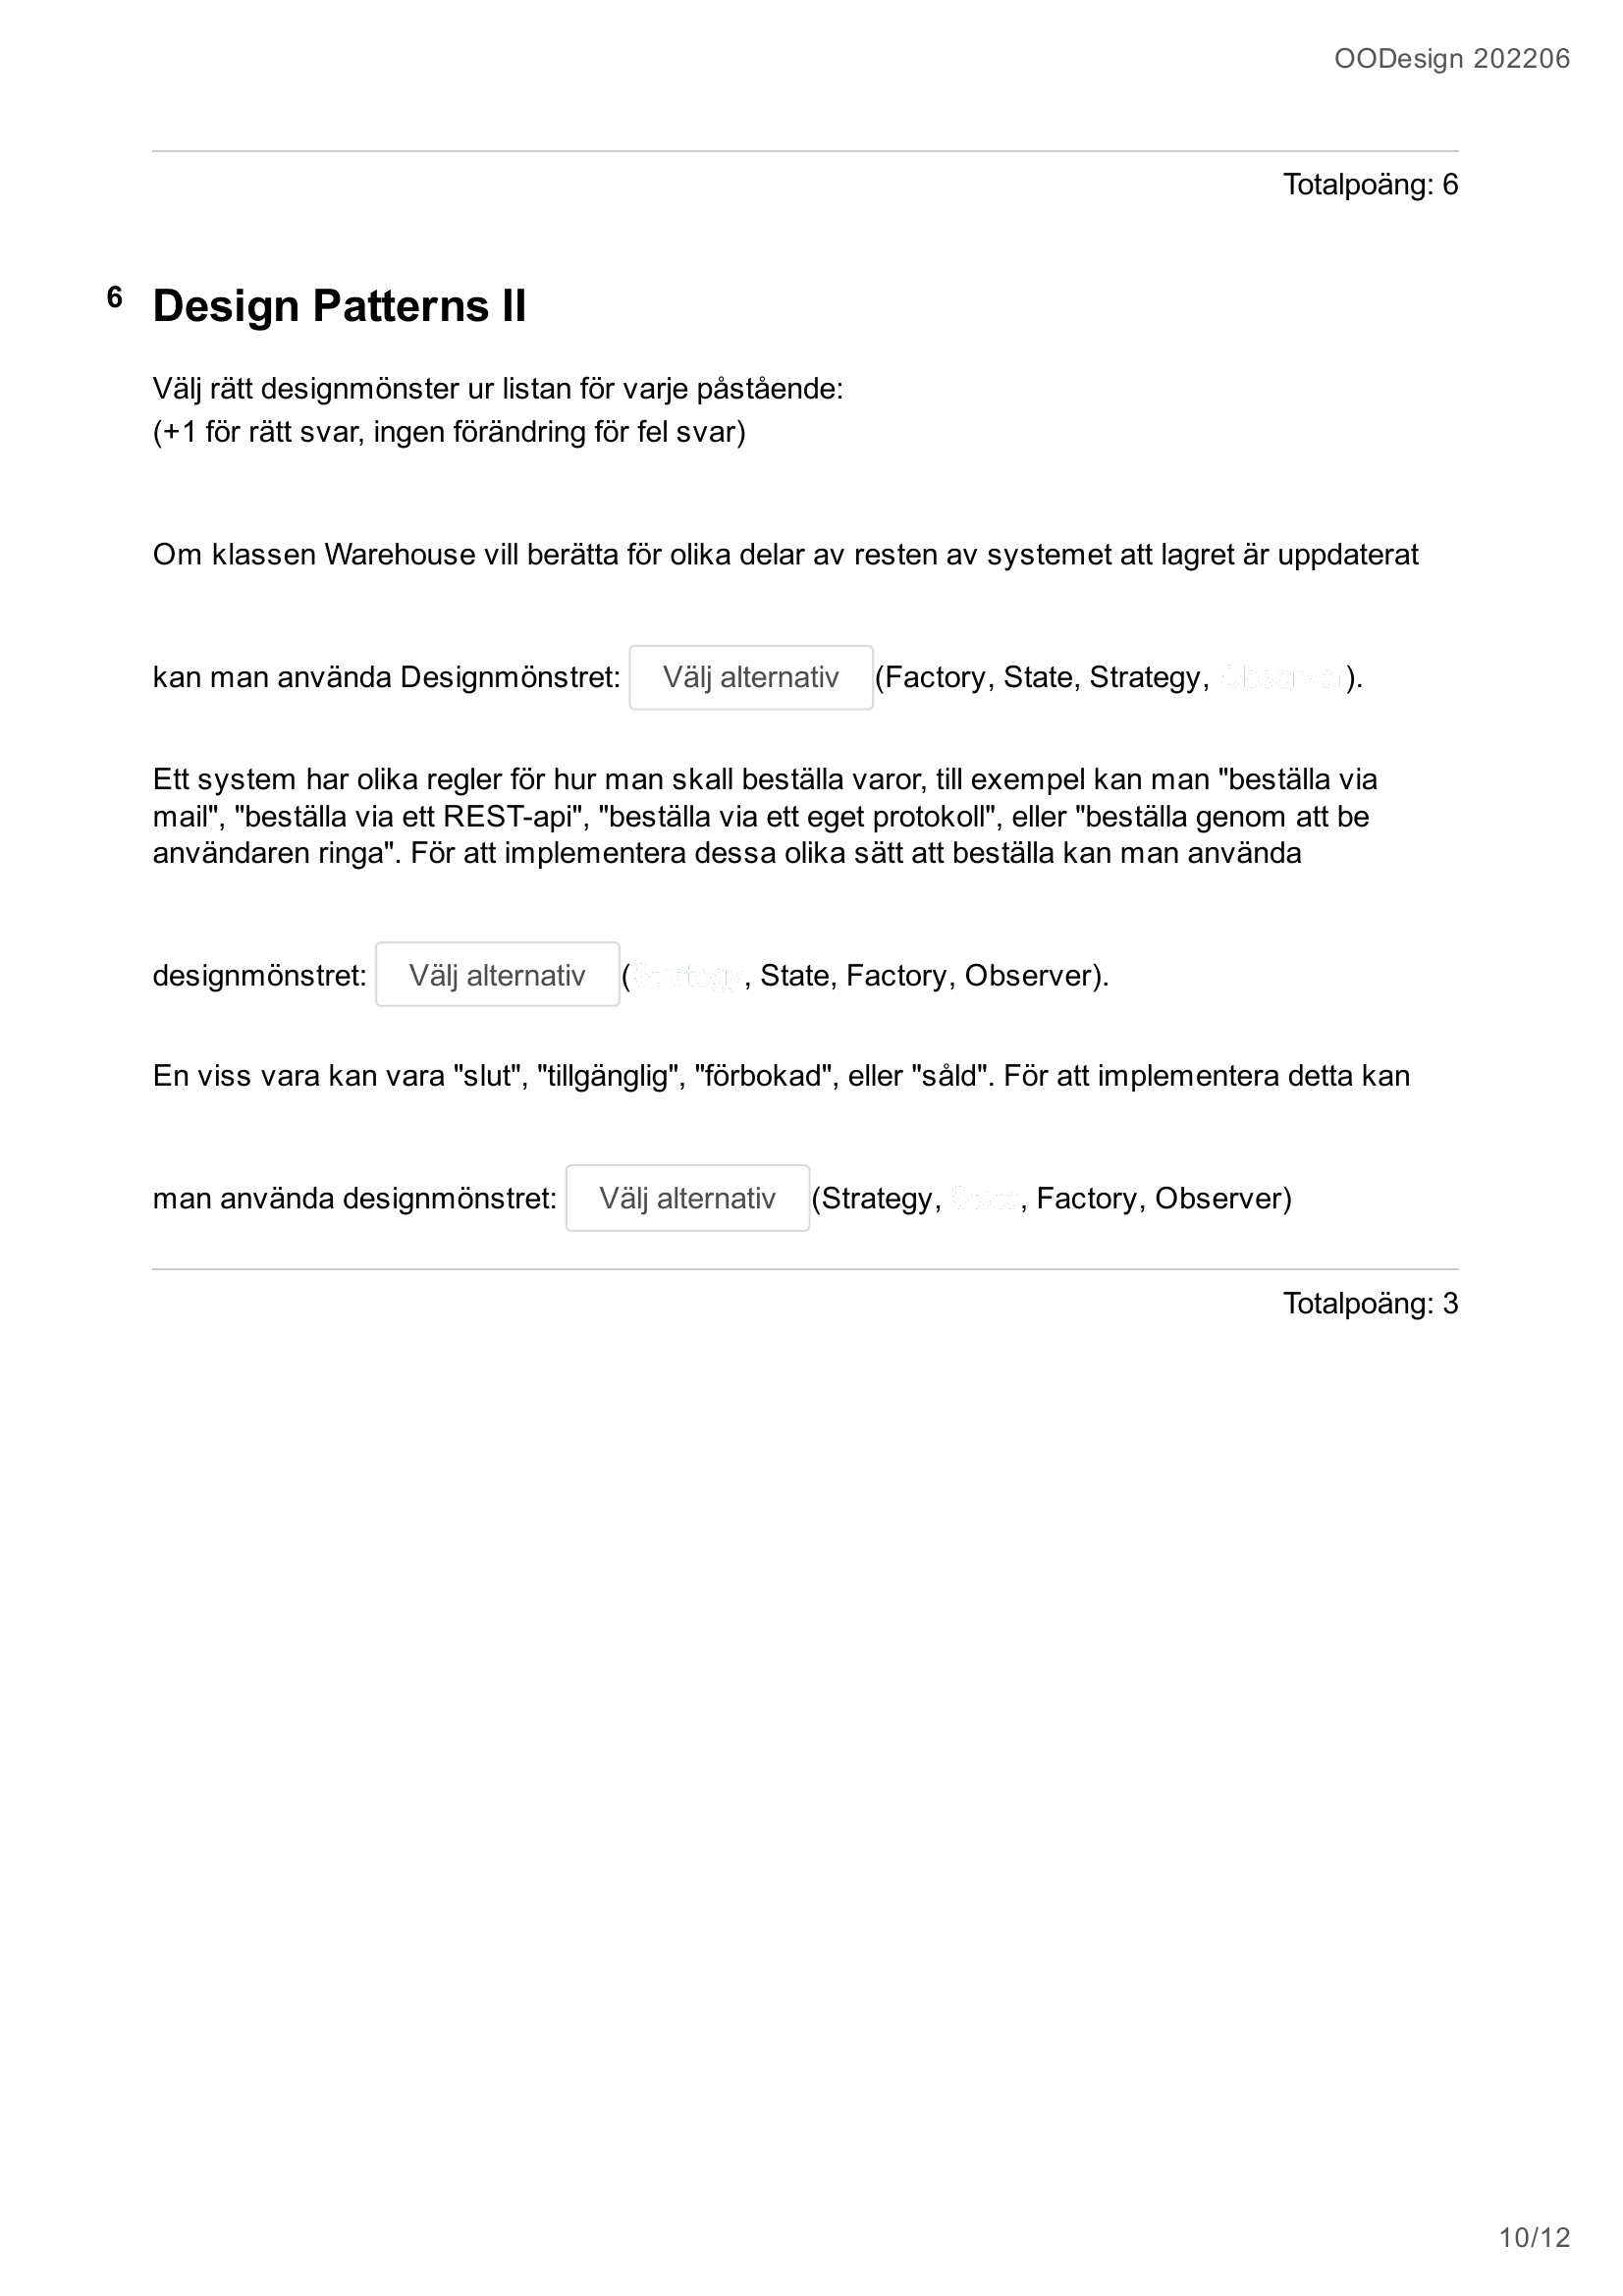 OODesign 202206
Totalpoäng: 6
6 Design Patterns II
Välj rätt designmönster ur listan för varje påstående:
(+1 för rätt svar, ingen förändring för fel svar)
Om klassen Warehouse vill berätta för olika delar av resten av systemet att lagret är uppdaterat
kan man använda Designmönstret: Välj alternativ (Factory, State, Strategy, Observer).
Ett system har olika regler för hur man skall beställa varor, till exempel kan man "beställa via
mail", "beställa via ett REST-api", "beställa via ett eget protokoll", eller "beställa genom att be
användaren ringa". För att implementera dessa olika sätt att beställa kan man använda
designmönstret: Välj alternativ (Strategy, State, Factory, Observer).
En viss vara kan vara "slut", "tillgänglig", "förbokad", eller "såld". För att implementera detta kan
man använda designmönstret: Välj alternativ (Strategy, State, Factory, Observer)
Totalpoäng: 3
10/12